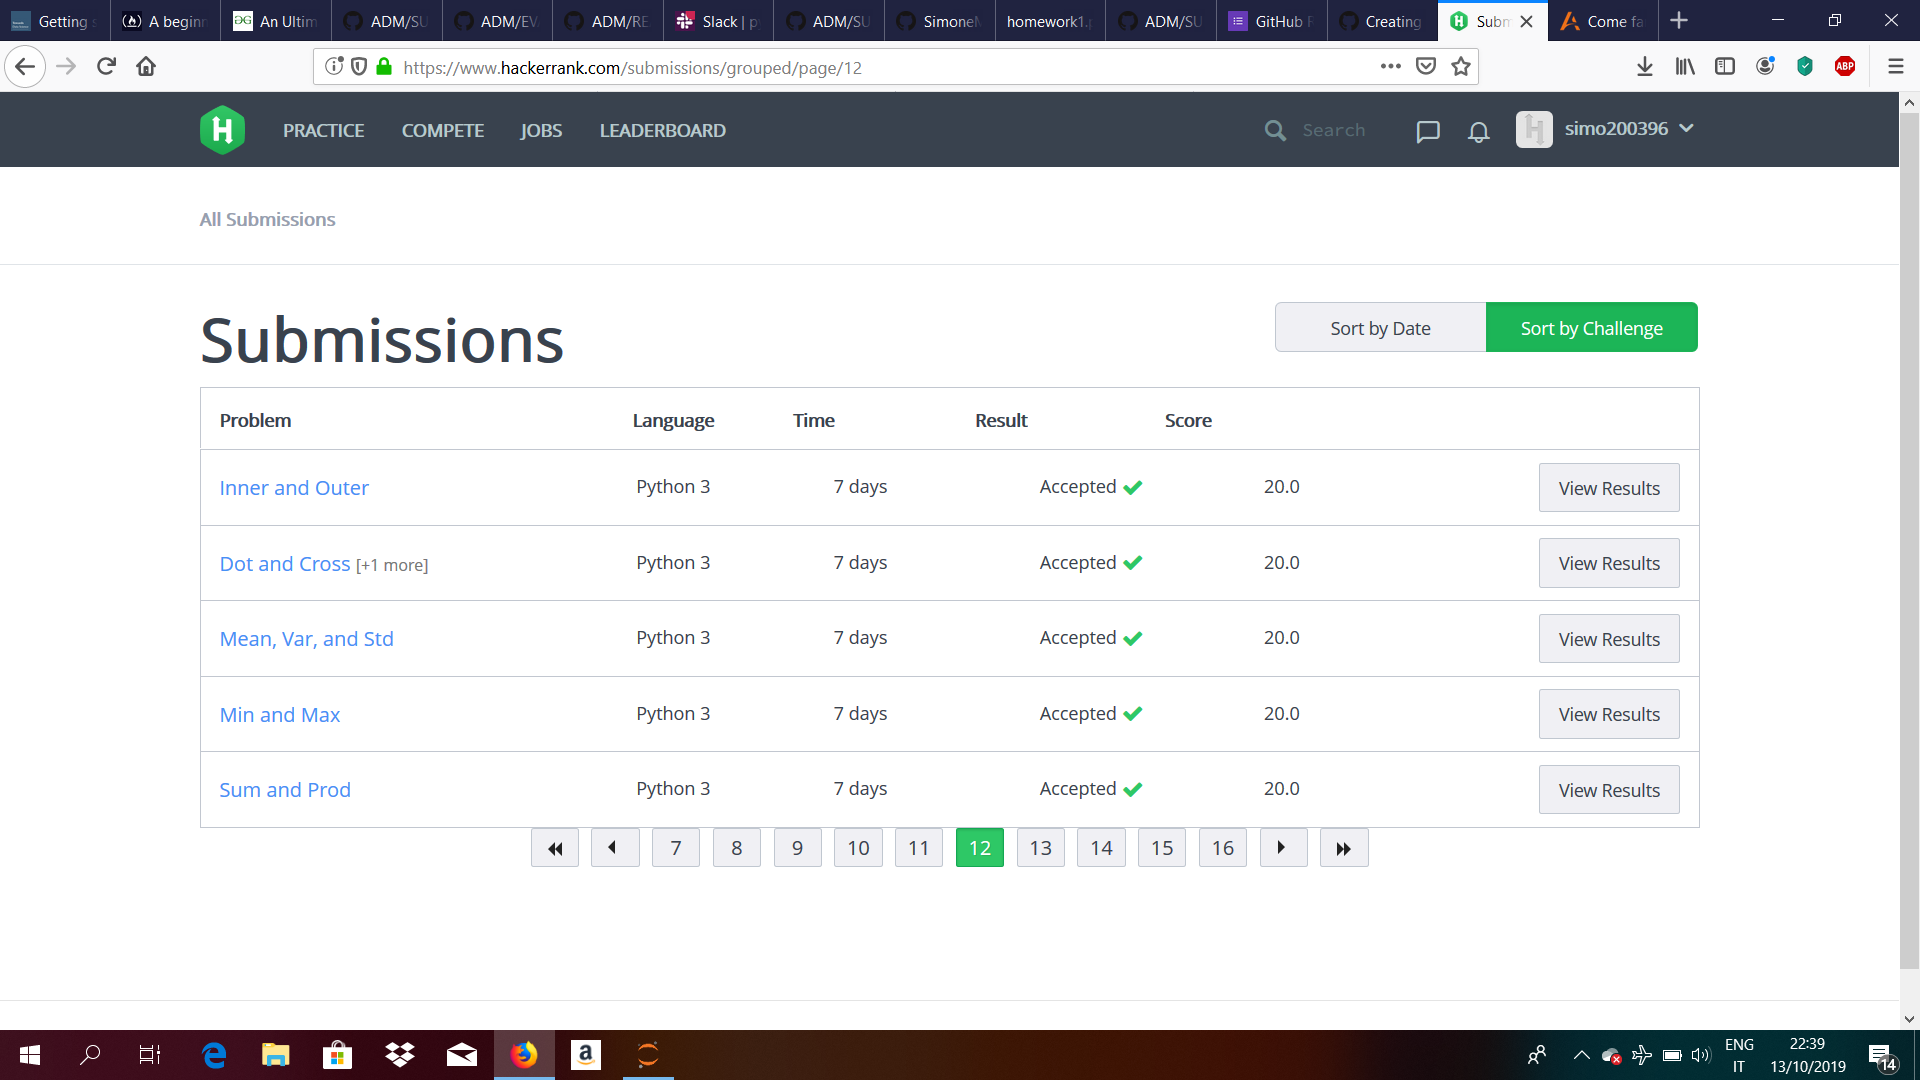 Getting
A beginn
An Ultim
ADM/SU
ADM/EV
ADM/RE
Slack | p
ADM/SU
SimoneM
homework1.p
ADM/SU
GitHub F
Creating
Subm
Come fa
https://www.hackerrank.com/submissions/grouped/page/12
ABP
PRACTICE COMPETE JOBS LEADERBOARD
Search
simo200396
All Submissions
Submissions
Sort by Date Sort by Challenge
Problem Language Time Result Score
Inner and Outer Python 3 7 days Accepted 20.0 View Results
Dot and Cross [+1 more] Python 3 7 days Accepted 20.0 View Results
Mean, Var, and Std Python 3 7 days Accepted 20.0 View Results
Min and Max Python 3 7 days Accepted 20.0 View Results
Sum and Prod Python 3 7 days Accepted 20.0 View Results
7 8 9 10 11 12 13 14 15 16
ENG
IT
22:39
13/10/2019
14